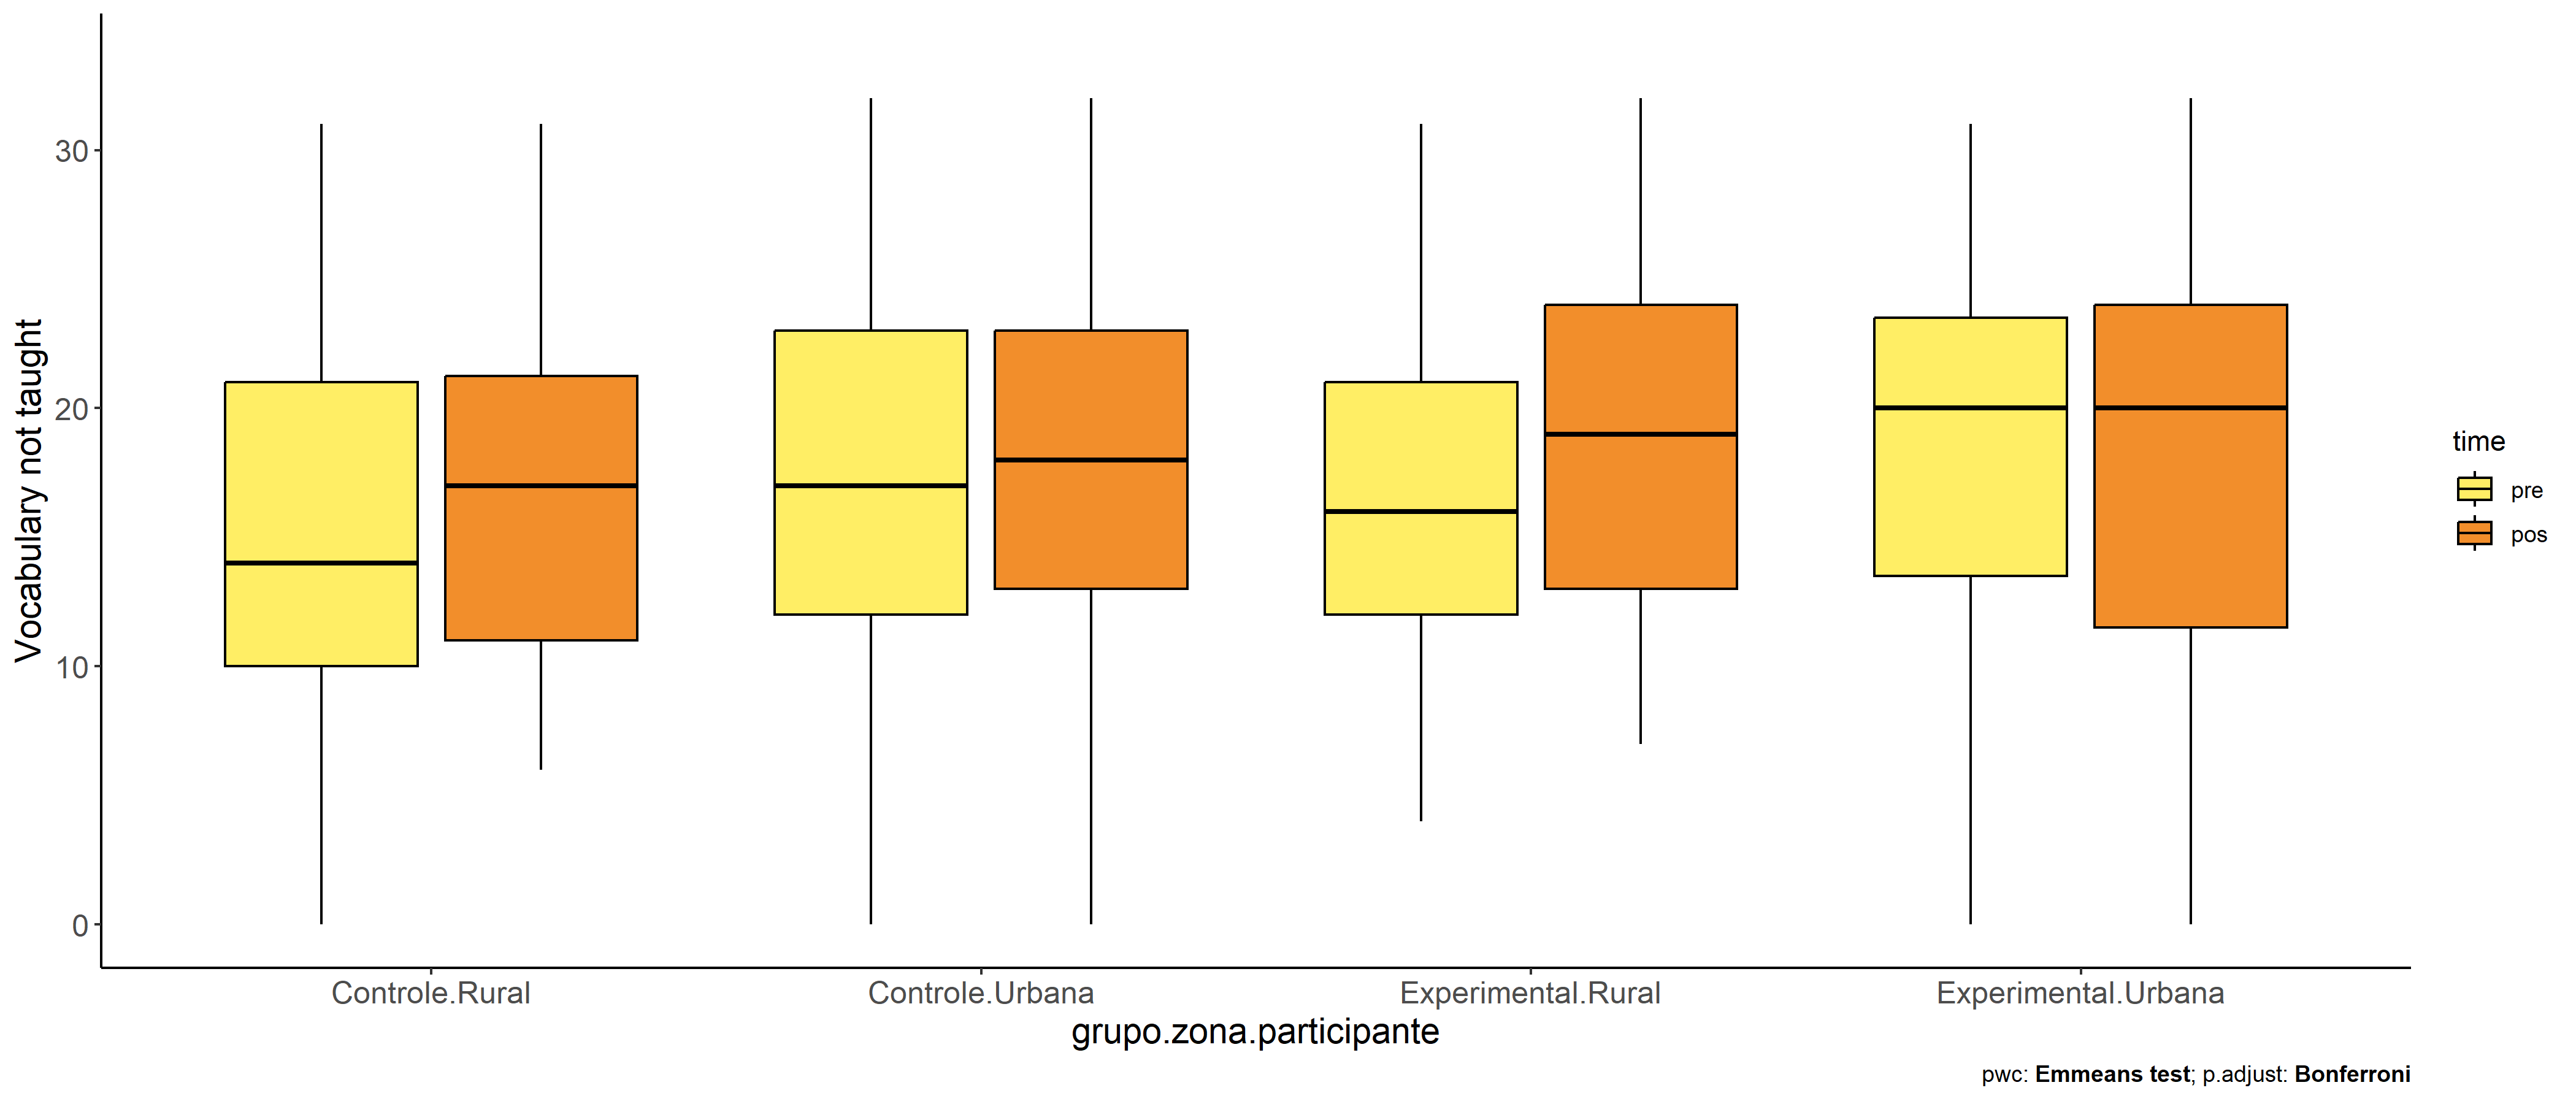 Vocabulary not taught
30
20
10
0
Controle.Rural
Controle.Urbana
Experimental.Rural
Experimental.Urbana
grupo.zona.participante
time
pre
pos
pwc: Emmeans test; p.adjust: Bonferroni